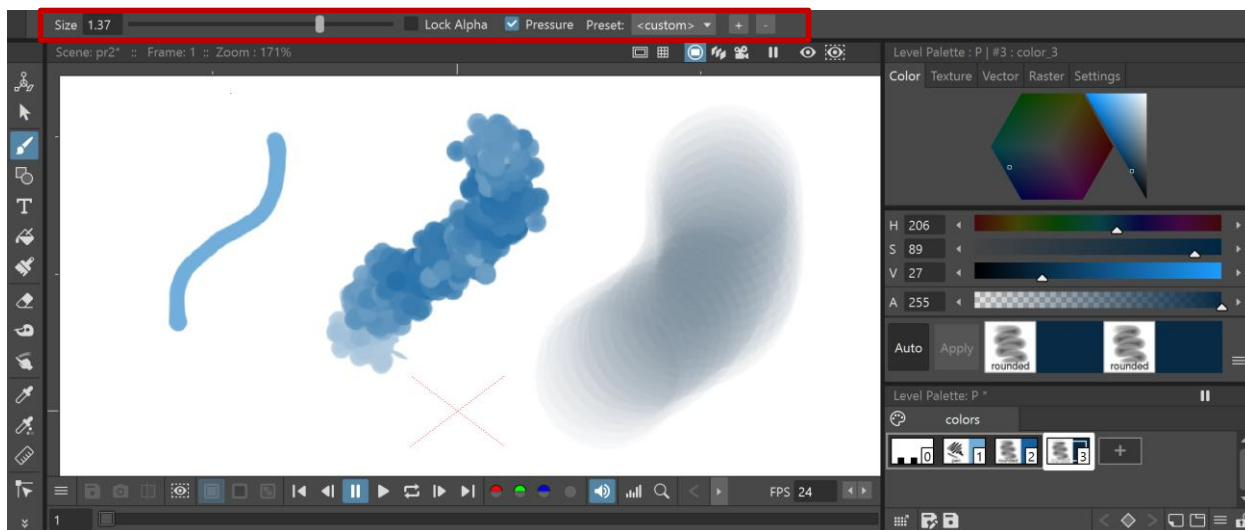 Size 1.37 Lock Alpha Pressure Preset: <custom> + -
Scene: pr2* :: Frame: 1 :: Zoom : 171%
Level Palette : P | #3 : color_3
Color Texture Vector Raster Settings
T
H 206
S 89
V 27
A 255
Auto Apply rounded rounded
Level Palette: P *
colors
0 1 2 3 +
FPS 24
1